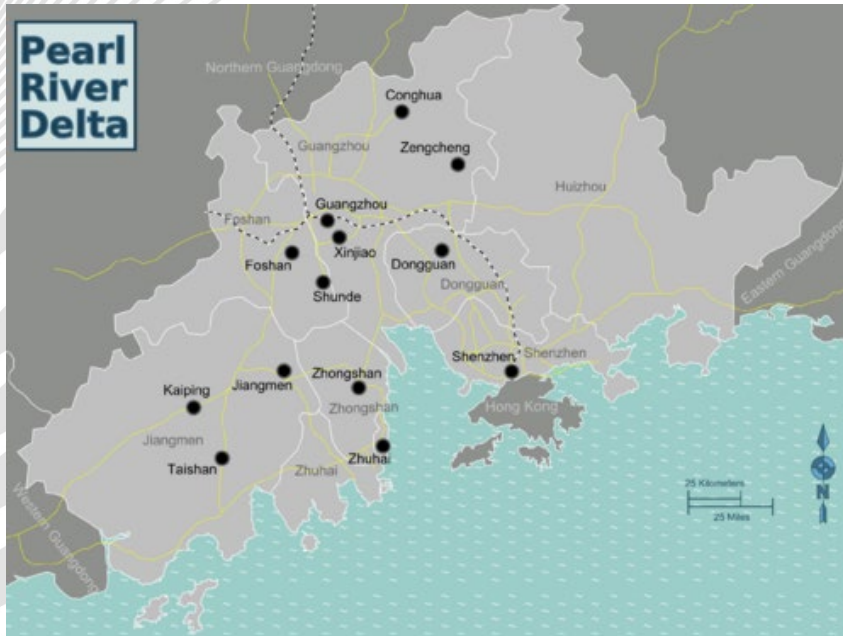 Pearl
River
Delta
Northern Guangdong
Conghua
Guangzhou
Zengcheng
Huizhou
Guangzhou
Foshan
Xinjiao
Foshan
Dongguan
Dongguan
Eastern Guangdong
Shunde
Shenzhen
Shenzhen
Jiangmen
Zhongshan
Kaiping
Zhongshan
Hong Kong
Jiangmen
Zhuhai
Taishan
Zhuhai
Western Guangdong
25 Kilometers
25 Miles
N